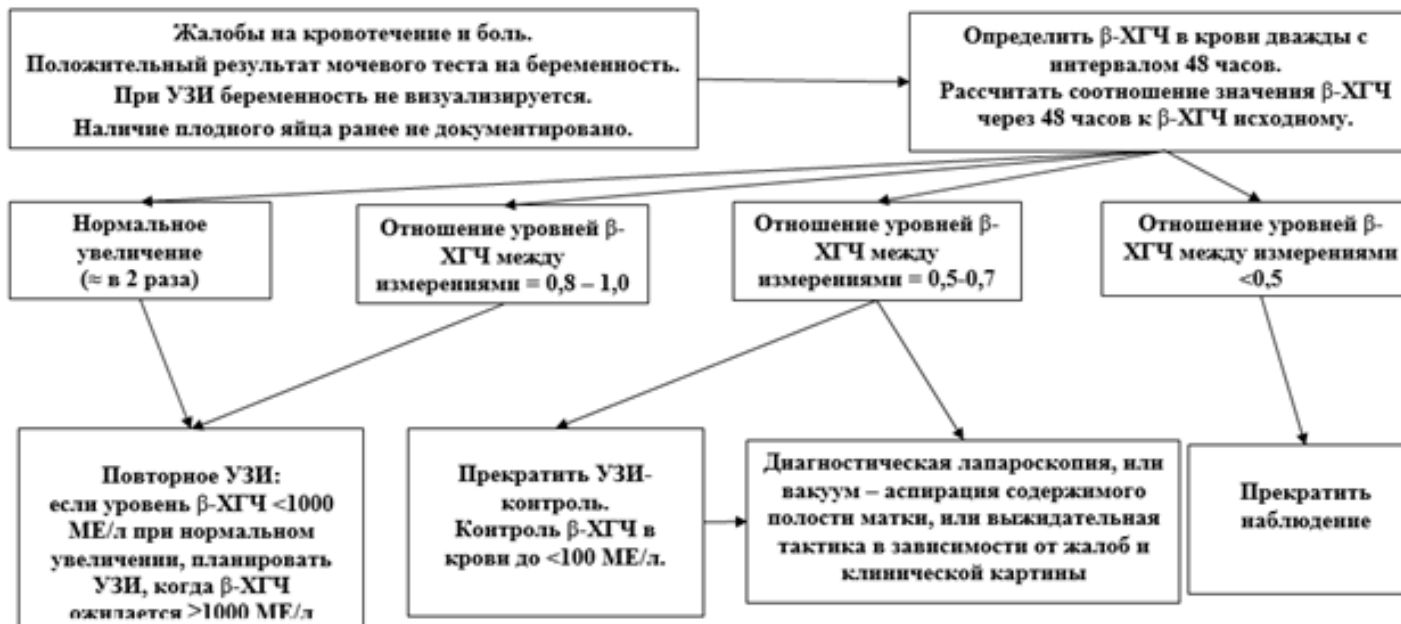 Жалобы на кровотечение и боль.
Положительный результат мочевого теста на беременность.
При УЗИ беременность не визуализируется.
Наличие плодного яйца ранее не документировано.
Определить β-ХГЧ в крови дважды с
интервалом 48 часов.
Рассчитать соотношение значения β-ХГЧ
через 48 часов к β-ХГЧ исходному.
Нормальное
увеличение
(≈ в 2 раза)
Отношение уровней β-
ХГЧ между
измерениями = 0,8 – 1,0
Отношение уровней β-
ХГЧ между
измерениями = 0,5-0,7
Отношение уровней β-
ХГЧ между измерениями
<0,5
Повторное УЗИ:
если уровень β-ХГЧ <1000
МЕ/л при нормальном
увеличении, планировать
УЗИ, когда β-ХГЧ
ожидается >1000 МЕ/л
Прекратить УЗИ-
контроль.
Контроль β-ХГЧ в
крови до <100 МЕ/л.
Диагностическая лапароскопия, или
вакуум – аспирация содержимого
полости матки, или выжидательная
тактика в зависимости от жалоб и
клинической картины
Прекратить
наблюдение